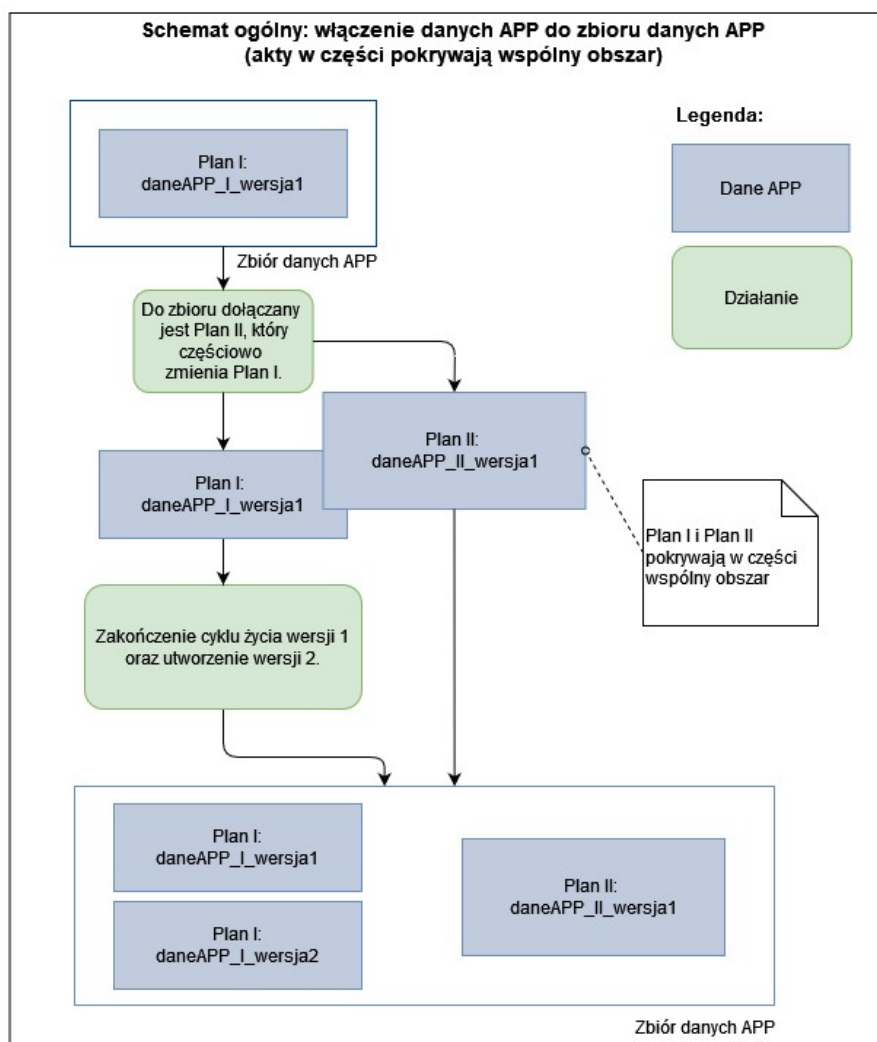 Schemat ogólny: włączenie danych APP do zbioru danych APP
(akty w części pokrywają wspólny obszar)
Plan I:
daneAPP_I_wersja1
Zbiór danych APP
Legenda:
Dane APP
Działanie
Do zbioru dołączany
jest Plan II, który
częściowo
zmienia Plan I.
Plan I:
daneAPP_I_wersja1
Plan II:
daneAPP_II_wersja1
Plan I i Plan II
pokrywają w części
wspólny obszar
Zakończenie cyklu życia wersji 1
oraz utworzenie wersji 2.
Plan I:
daneAPP_I_wersja1
Plan I:
daneAPP_I_wersja2
Plan II:
daneAPP_II_wersja1
Zbiór danych APP